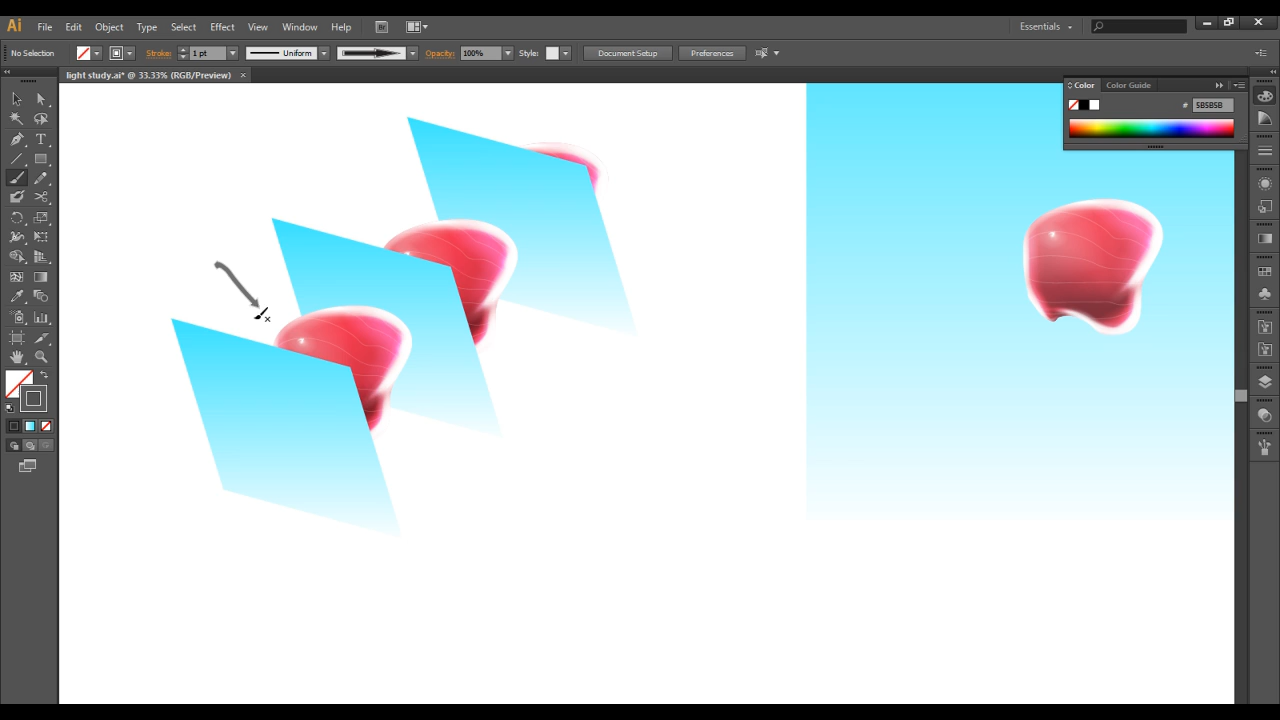 Ai File Edit Object Type Select Effect View Window Help Br Essentials
No Selection Stroke: 1 pt Uniform Opacity: 100% Style: Document Setup Preferences
light study.ai* @ 33.33% (RGB/Preview) ×
Color Color Guide
# 5B5B5B
T